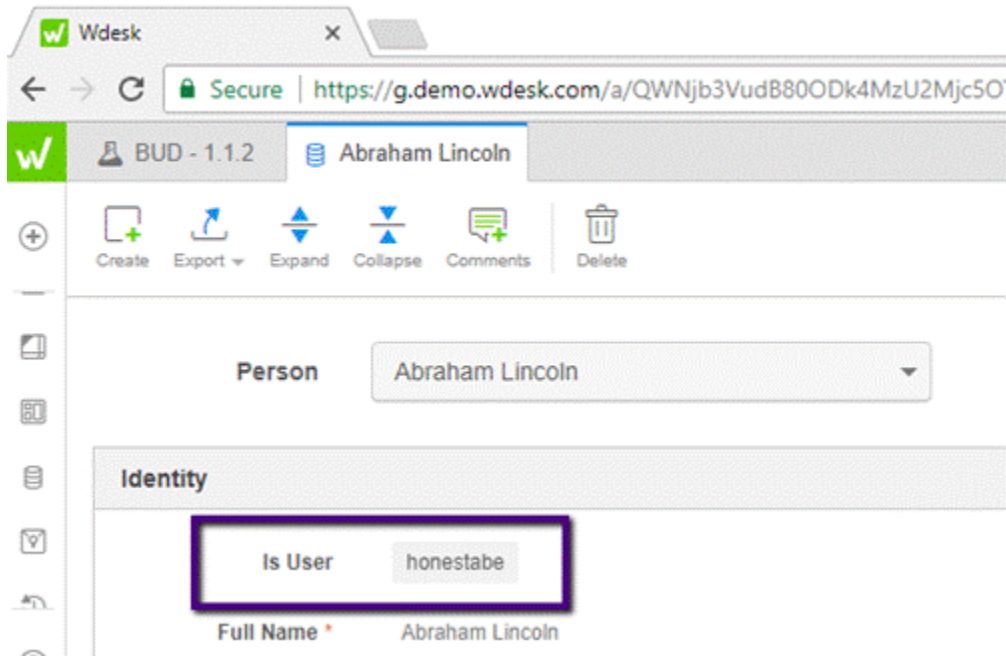 Wdesk
Secure | https://g.demo.wdesk.com/a/QWNjb3VudB80ODk4MzU2Mjc5O
BUD - 1.1.2
Abraham Lincoln
Create Export Expand Collapse Comments Delete
Person Abraham Lincoln
Identity
Is User honestabe
Full Name * Abraham Lincoln